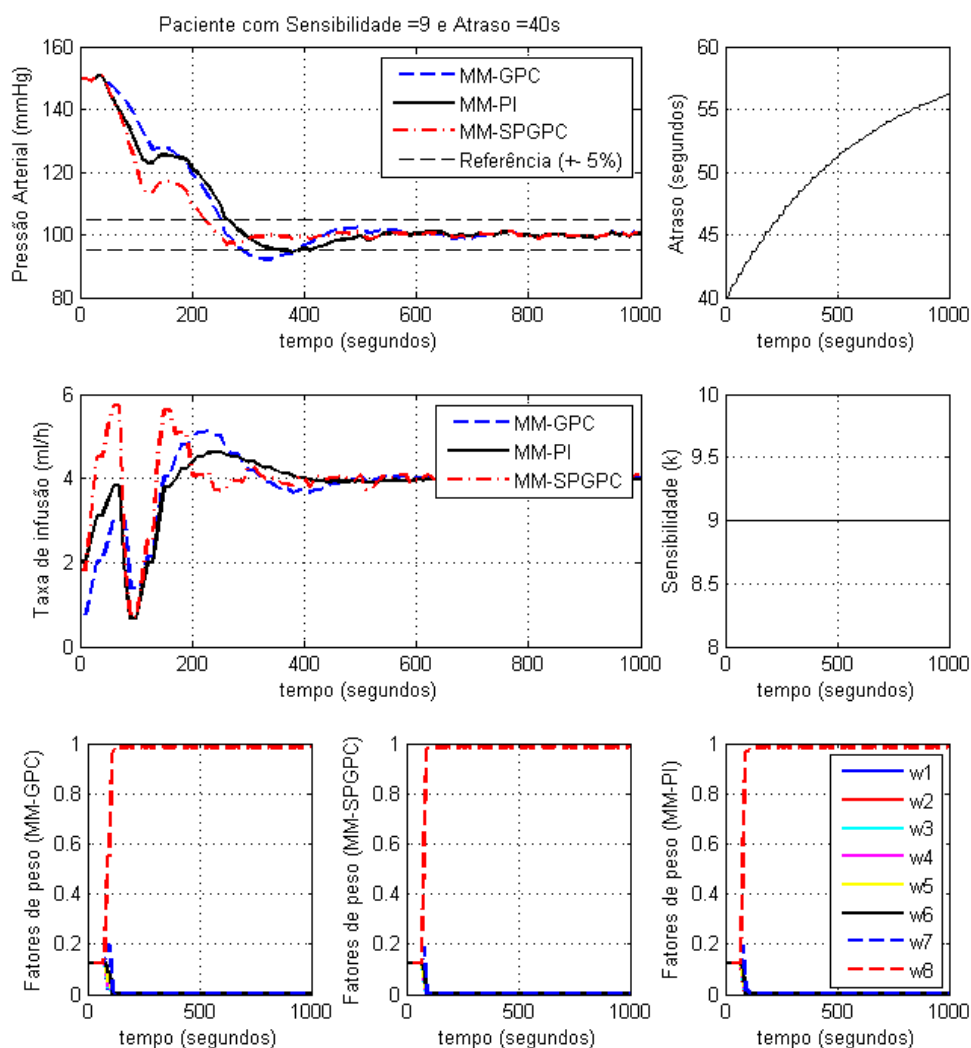 Paciente com Sensibilidade =9 e Atraso =40s
Pressão Arterial (mmHg)
160
140
120
100
80
0
200
400
600
800
1000
tempo (segundos)
MM-GPC
MM-PI
MM-SPGPC
Referência (+- 5%)
Atraso (segundos)
60
55
50
45
40
0
500
1000
tempo (segundos)
Taxa de infusão (ml/h)
6
4
2
0
0
200
400
600
800
1000
tempo (segundos)
MM-GPC
MM-PI
MM-SPGPC
Sensibilidade (k)
10
9.5
9
8.5
8
0
500
1000
tempo (segundos)
Fatores de peso (MM-GPC)
1
0.8
0.6
0.4
0.2
0
0
500
1000
tempo (segundos)
Fatores de peso (MM-SPGPC)
1
0.8
0.6
0.4
0.2
0
0
500
1000
tempo (segundos)
Fatores de peso (MM-PI)
1
0.8
0.6
0.4
0.2
0
0
500
1000
tempo (segundos)
w1
w2
w3
w4
w5
w6
w7
w8